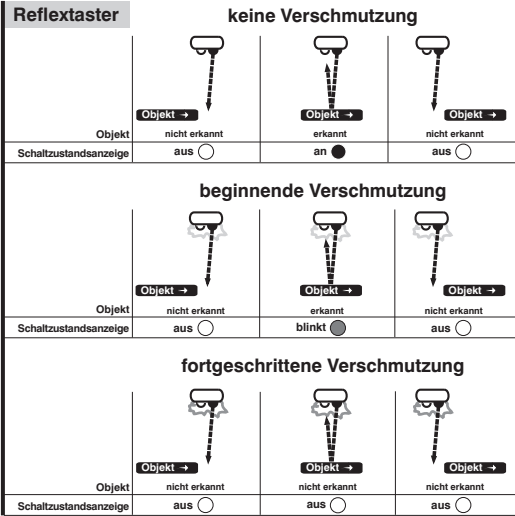 Reflextaster
keine Verschmutzung
Objekt → Objekt → Objekt →
Objekt nicht erkannt erkannt nicht erkannt
Schaltzustandsanzeige aus an aus
beginnende Verschmutzung
Objekt → Objekt → Objekt →
Objekt nicht erkannt erkannt nicht erkannt
Schaltzustandsanzeige aus blinkt aus
fortgeschrittene Verschmutzung
Objekt → Objekt → Objekt →
Objekt nicht erkannt nicht erkannt nicht erkannt
Schaltzustandsanzeige aus aus aus